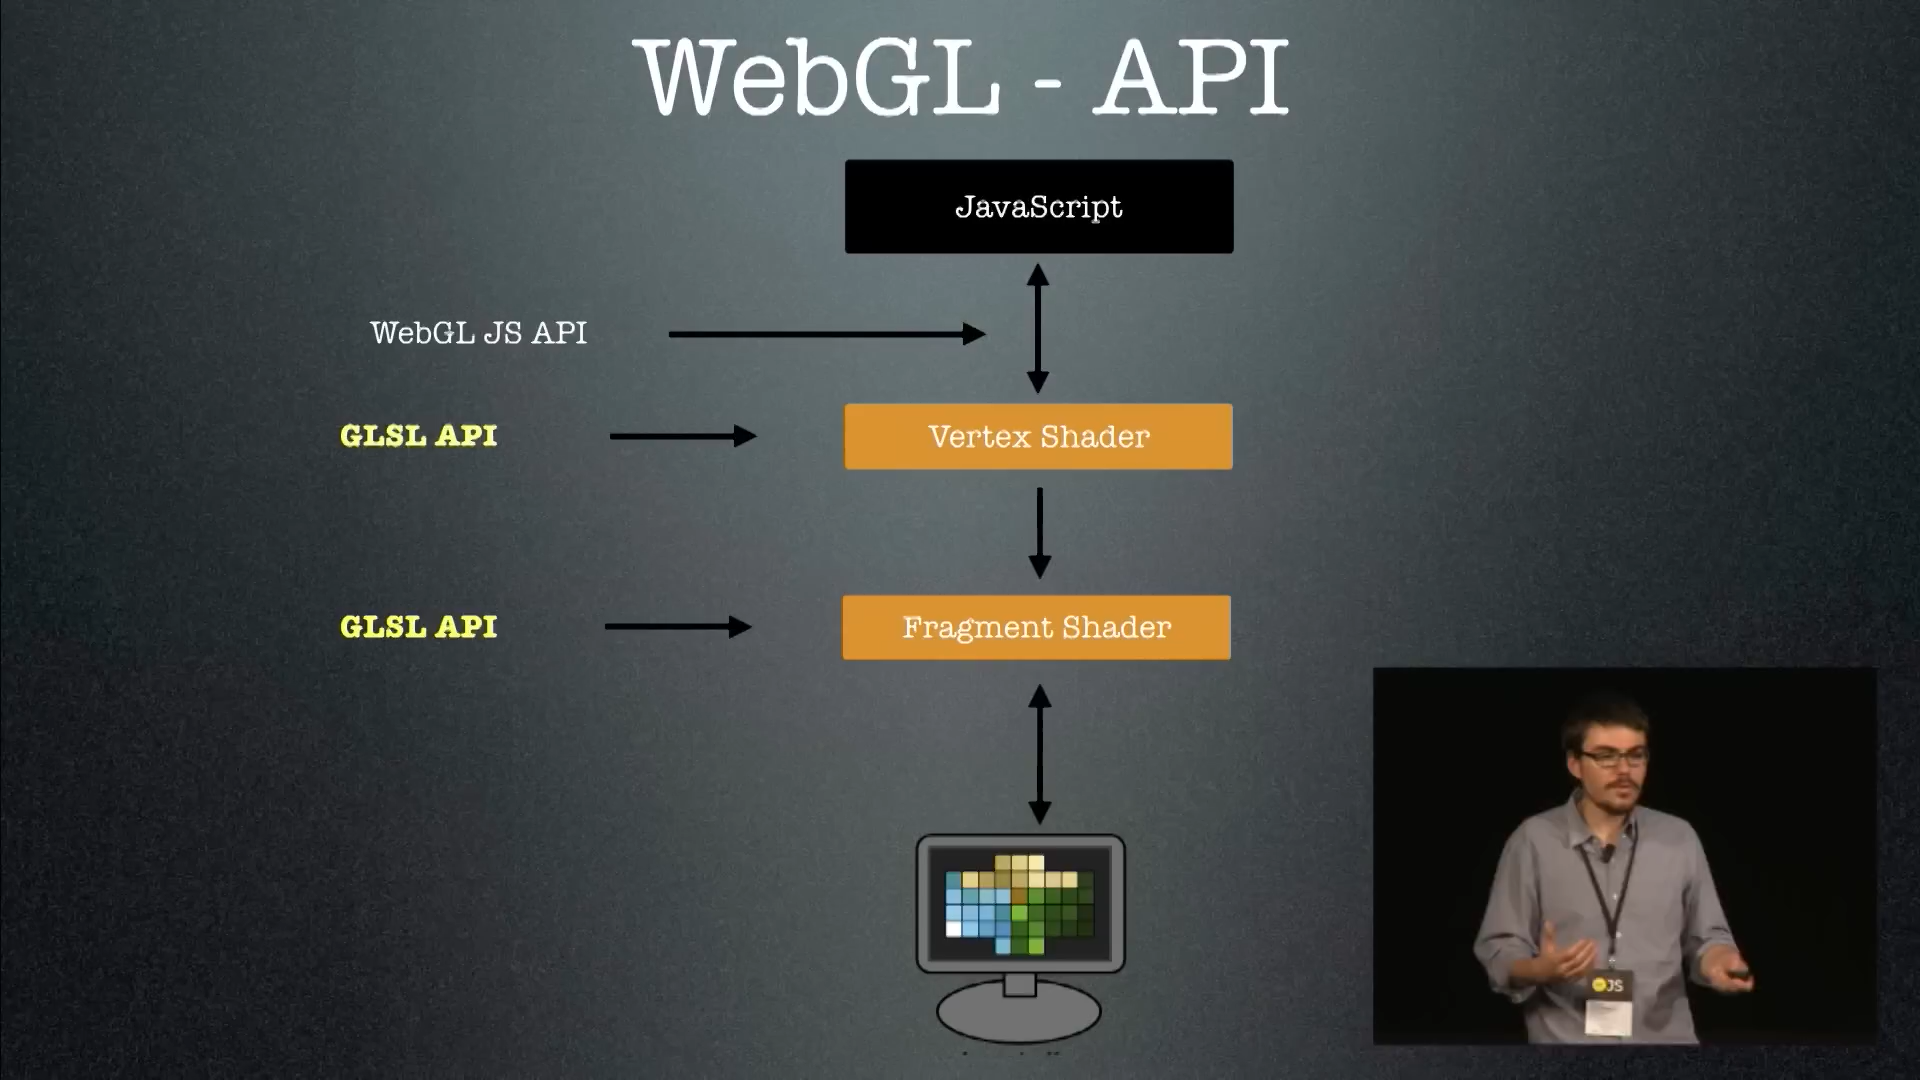 WebGL - API
JavaScript
WebGL JS API
GLSL API
Vertex Shader
GLSL API
Fragment Shader
JS